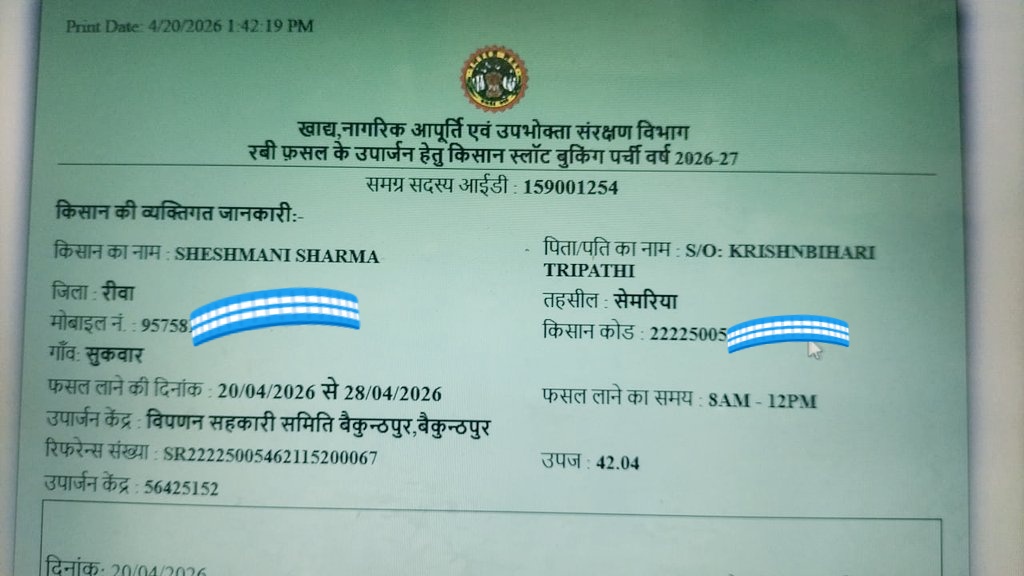 Print Date: 4/20/2026 1:42:19 PM
खाद्य,नागरिक आपूर्ति एवं उपभोक्ता संरक्षण विभाग
रबी फ़सल के उपार्जन हेतु किसान स्लॉट बुकिंग पर्ची वर्ष 2026-27
समग्र सदस्य आईडी : 159001254
किसान की व्यक्तिगत जानकारी:-
किसान का नाम : SHESHMANI SHARMA
पिता/पति का नाम : S/O: KRISHNBIHARI
TRIPATHI
जिला : रीवा
तहसील : सेमरिया
मोबाइल नं. : 95758
किसान कोड : 22225005
गाँव: सुकवार
फसल लाने की दिनांक : 20/04/2026 से 28/04/2026
फसल लाने का समय : 8AM - 12PM
उपार्जन केंद्र : विपणन सहकारी समिति बैकुन्ठपुर,बैकुन्ठपुर
रिफरेन्स संख्या : SR22225005462115200067
उपज : 42.04
उपार्जन केंद्र : 56425152
दिनांक: 20/04/2026